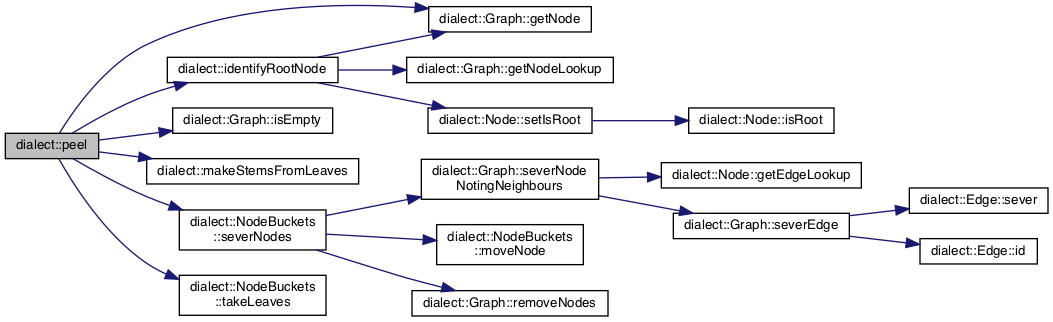 dialect::peel
dialect::Graph::getNode
dialect::identifyRootNode
dialect::Graph::getNodeLookup
dialect::Node::setIsRoot
dialect::Node::isRoot
dialect::Graph::isEmpty
dialect::makeStemsFromLeaves
dialect::NodeBuckets
::severNodes
dialect::Graph::severNode
NotingNeighbours
dialect::Node::getEdgeLookup
dialect::Graph::severEdge
dialect::Edge::sever
dialect::Edge::id
dialect::NodeBuckets
::moveNode
dialect::Graph::removeNodes
dialect::NodeBuckets
::takeLeaves